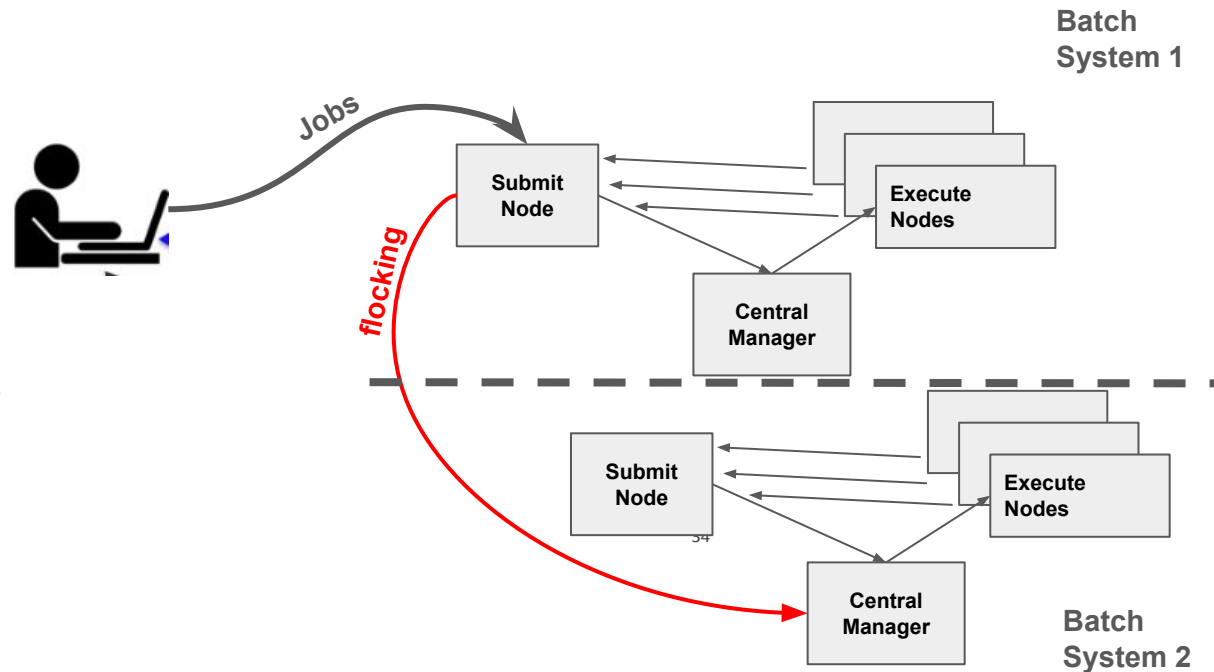 Batch
System 1
Jobs
Submit
Node
Execute
Nodes
flocking
Central
Manager
Submit
Node
Execute
Nodes
34
Central
Manager
Batch
System 2